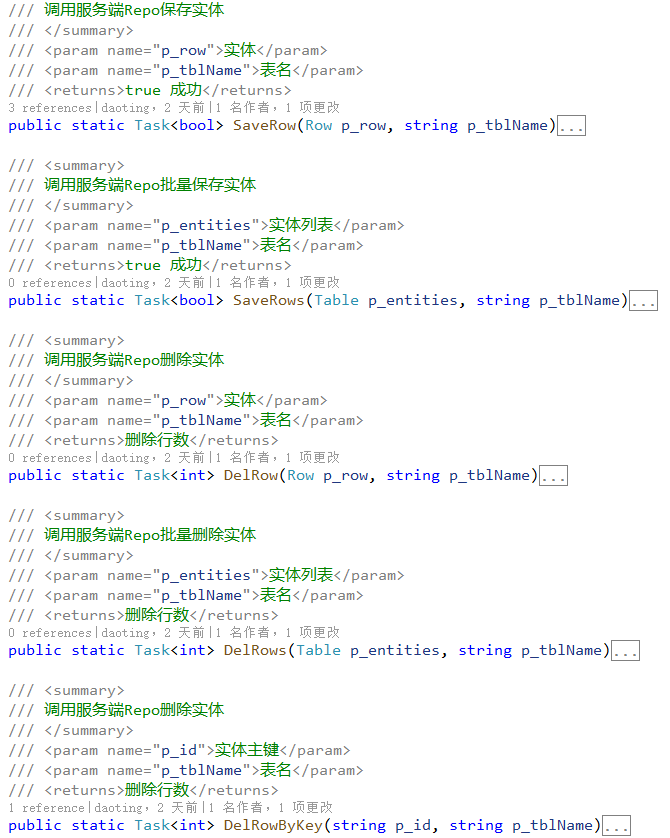 /// 调用服务端Repo保存实体
/// </summary>
/// <param name="p_row">实体</param>
/// <param name="p_tblName">表名</param>
/// <returns>true 成功</returns>
3 references|daoting，2 天前|1 名作者，1 项更改
public static Task<bool> SaveRow(Row p_row, string p_tblName)...
/// <summary>
/// 调用服务端Repo批量保存实体
/// </summary>
/// <param name="p_entities">实体列表</param>
/// <param name="p_tblName">表名</param>
/// <returns>true 成功</returns>
0 references|daoting，2 天前|1 名作者，1 项更改
public static Task<bool> SaveRows(Table p_entities, string p_tblName)...
/// <summary>
/// 调用服务端Repo删除实体
/// </summary>
/// <param name="p_row">实体</param>
/// <param name="p_tblName">表名</param>
/// <returns>删除行数</returns>
0 references|daoting，2 天前|1 名作者，1 项更改
public static Task<int> DelRow(Row p_row, string p_tblName)...
/// <summary>
/// 调用服务端Repo批量删除实体
/// </summary>
/// <param name="p_entities">实体列表</param>
/// <param name="p_tblName">表名</param>
/// <returns>删除行数</returns>
0 references|daoting，2 天前|1 名作者，1 项更改
public static Task<int> DelRows(Table p_entities, string p_tblName)...
/// <summary>
/// 调用服务端Repo删除实体
/// </summary>
/// <param name="p_id">实体主键</param>
/// <param name="p_tblName">表名</param>
/// <returns>删除行数</returns>
1 reference|daoting，2 天前|1 名作者，1 项更改
public static Task<int> DelRowByKey(string p_id, string p_tblName)...